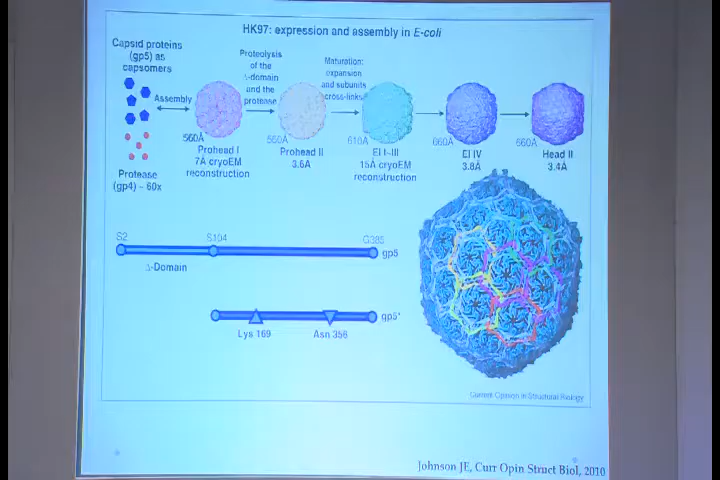 HK97: expression and assembly in E-coli
Capsid proteins
(gp5) as
capsomers
Protease
(gp4) ~ 60x
Assembly
Proteolysis
of the
Δ-domain
and the
protease
Maturation:
expansion
and subunits
cross-links
560Å
Prohead I
7Å cryoEM
reconstruction
560Å
Prohead II
3.6Å
610Å
EI I-III
15Å cryoEM
reconstruction
660Å
EI IV
3.8Å
660Å
Head II
3.4Å
S2
S104
G385
gp5
Δ-Domain
gp5*
Lys 169
Asn 356
Current Opinion in Structural Biology
Johnson JE, Curr Opin Struct Biol, 2010